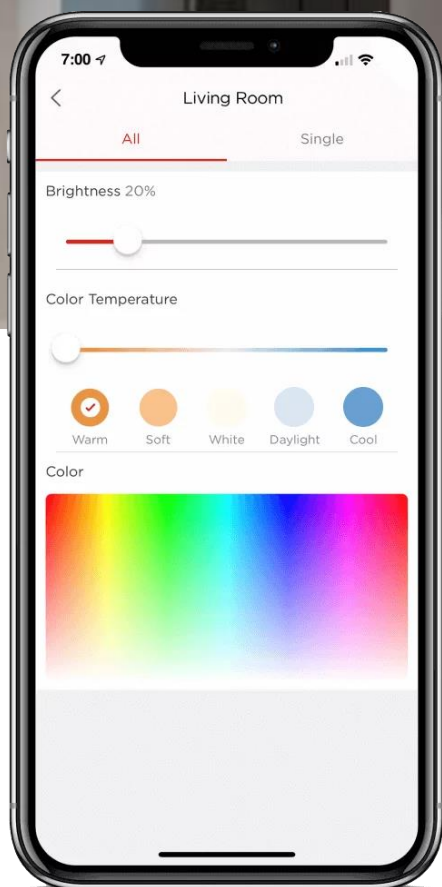 7:00
Living Room
All Single
Brightness 20%
Color Temperature
Warm Soft White Daylight Cool
Color